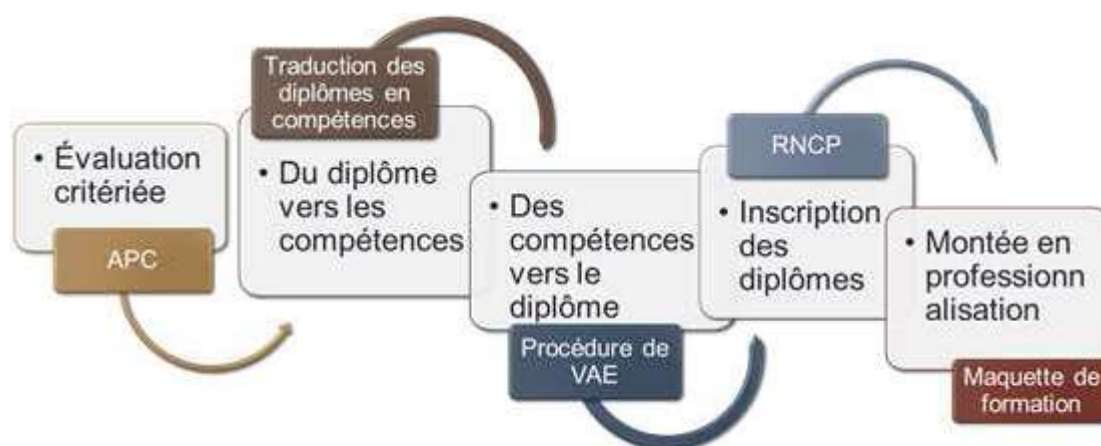 • Évaluation
critériée
APC
Traduction des
diplômes en
compétences
• Du diplôme
vers les
compétences
• Des
compétences
vers le
diplôme
Procédure de
VAE
RNCP
• Inscription
des
diplômes
• Montée en
professionn
alisation
Maquette de
formation